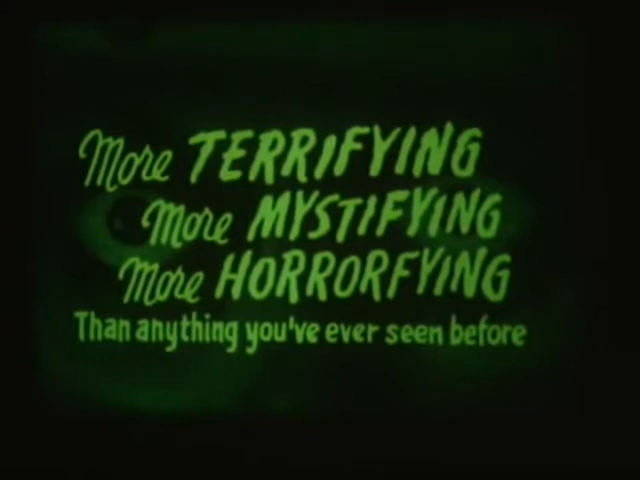 More TERRIFYING
More MYSTIFYING
More HORRORFYING
Than anything you've ever seen before